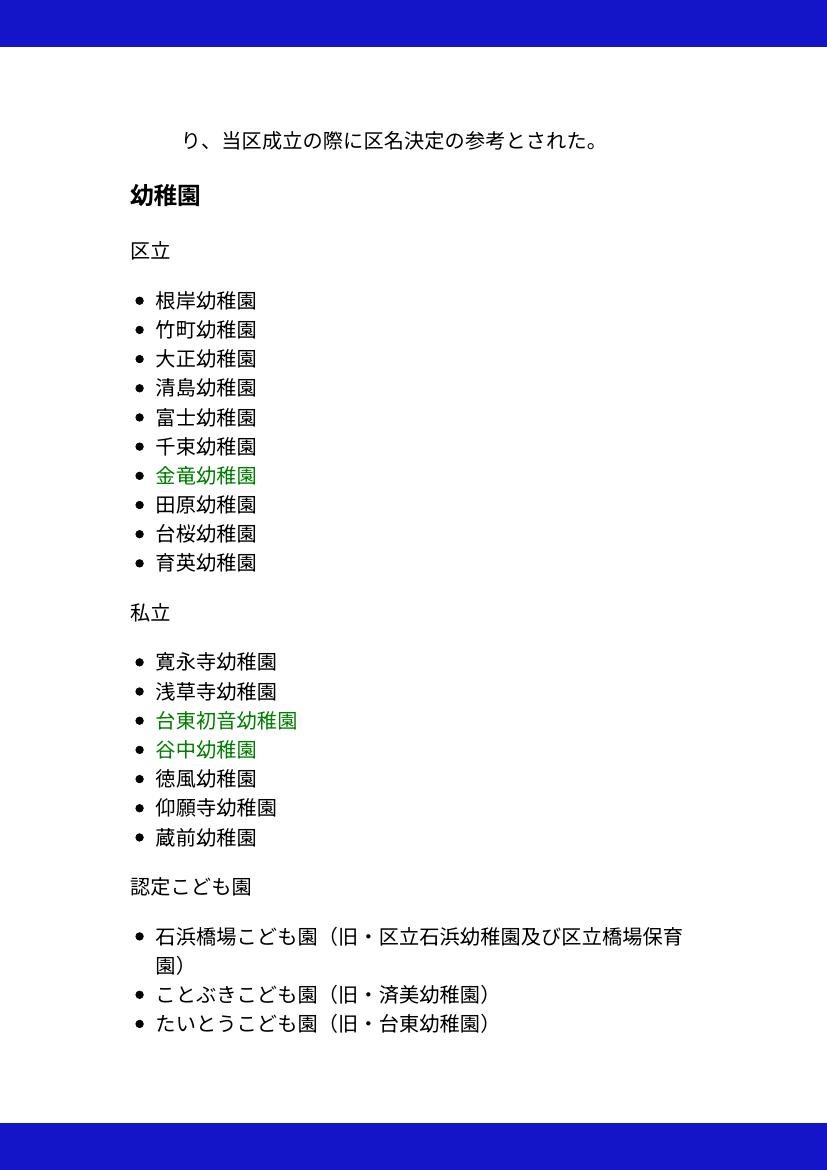 り、当区成立の際に区名決定の参考とされた。
幼稚園
区立
• 根岸幼稚園
• 竹町幼稚園
• 大正幼稚園
• 清島幼稚園
• 富士幼稚園
• 千束幼稚園
• 金竜幼稚園
• 田原幼稚園
• 台桜幼稚園
• 育英幼稚園
私立
• 寛永寺幼稚園
• 浅草寺幼稚園
• 台東初音幼稚園
• 谷中幼稚園
• 徳風幼稚園
• 仰願寺幼稚園
• 蔵前幼稚園
認定こども園
• 石浜橋場こども園（旧・区立石浜幼稚園及び区立橋場保育
園）
• ことぶきこども園（旧・済美幼稚園）
• たいとうこども園（旧・台東幼稚園）